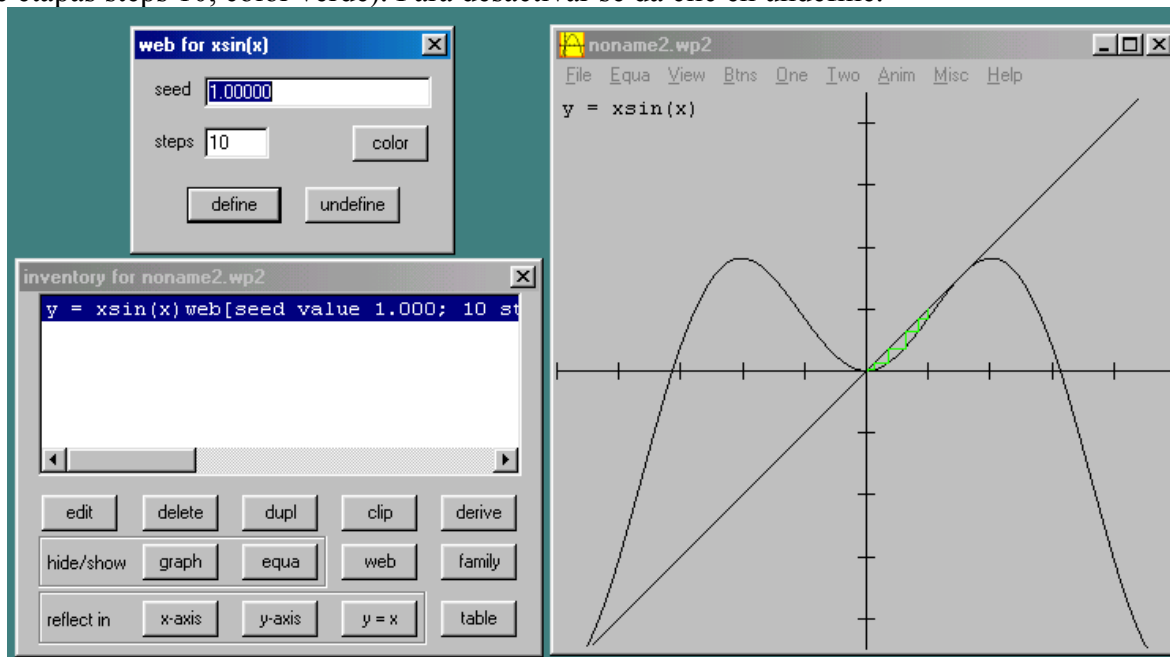 e etapas steps 10, color verde). Para desactivar se da clic en undefine.
web for xsin(x)
seed 1.00000
steps 10 color
define undefine
inventory for noname2.wp2
y = xsin(x)web[seed value 1.000; 10 st
edit delete dupl clip derive
hide/show graph equa web family
reflect in x-axis y-axis y = x table
noname2.wp2
File Equa View Btns One Two Anim Misc Help
y = xsin(x)